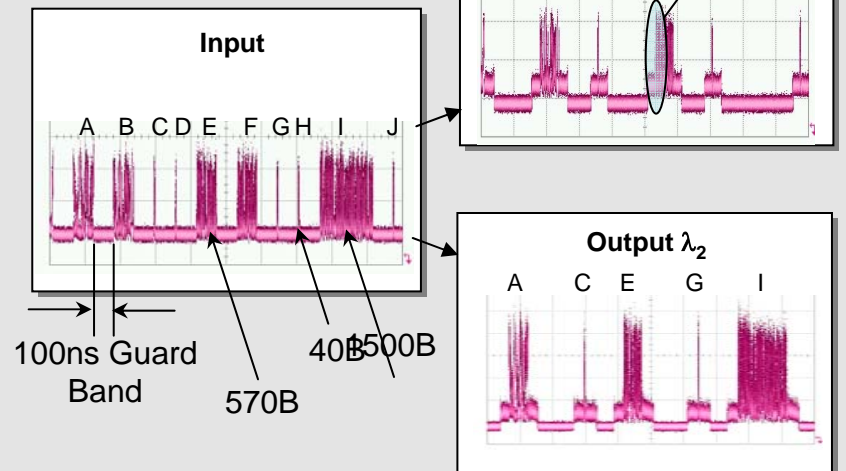 Input
A B C D E F G H I J
100ns Guard
Band
570B
40B
1500B
Output λ2
A C E G I